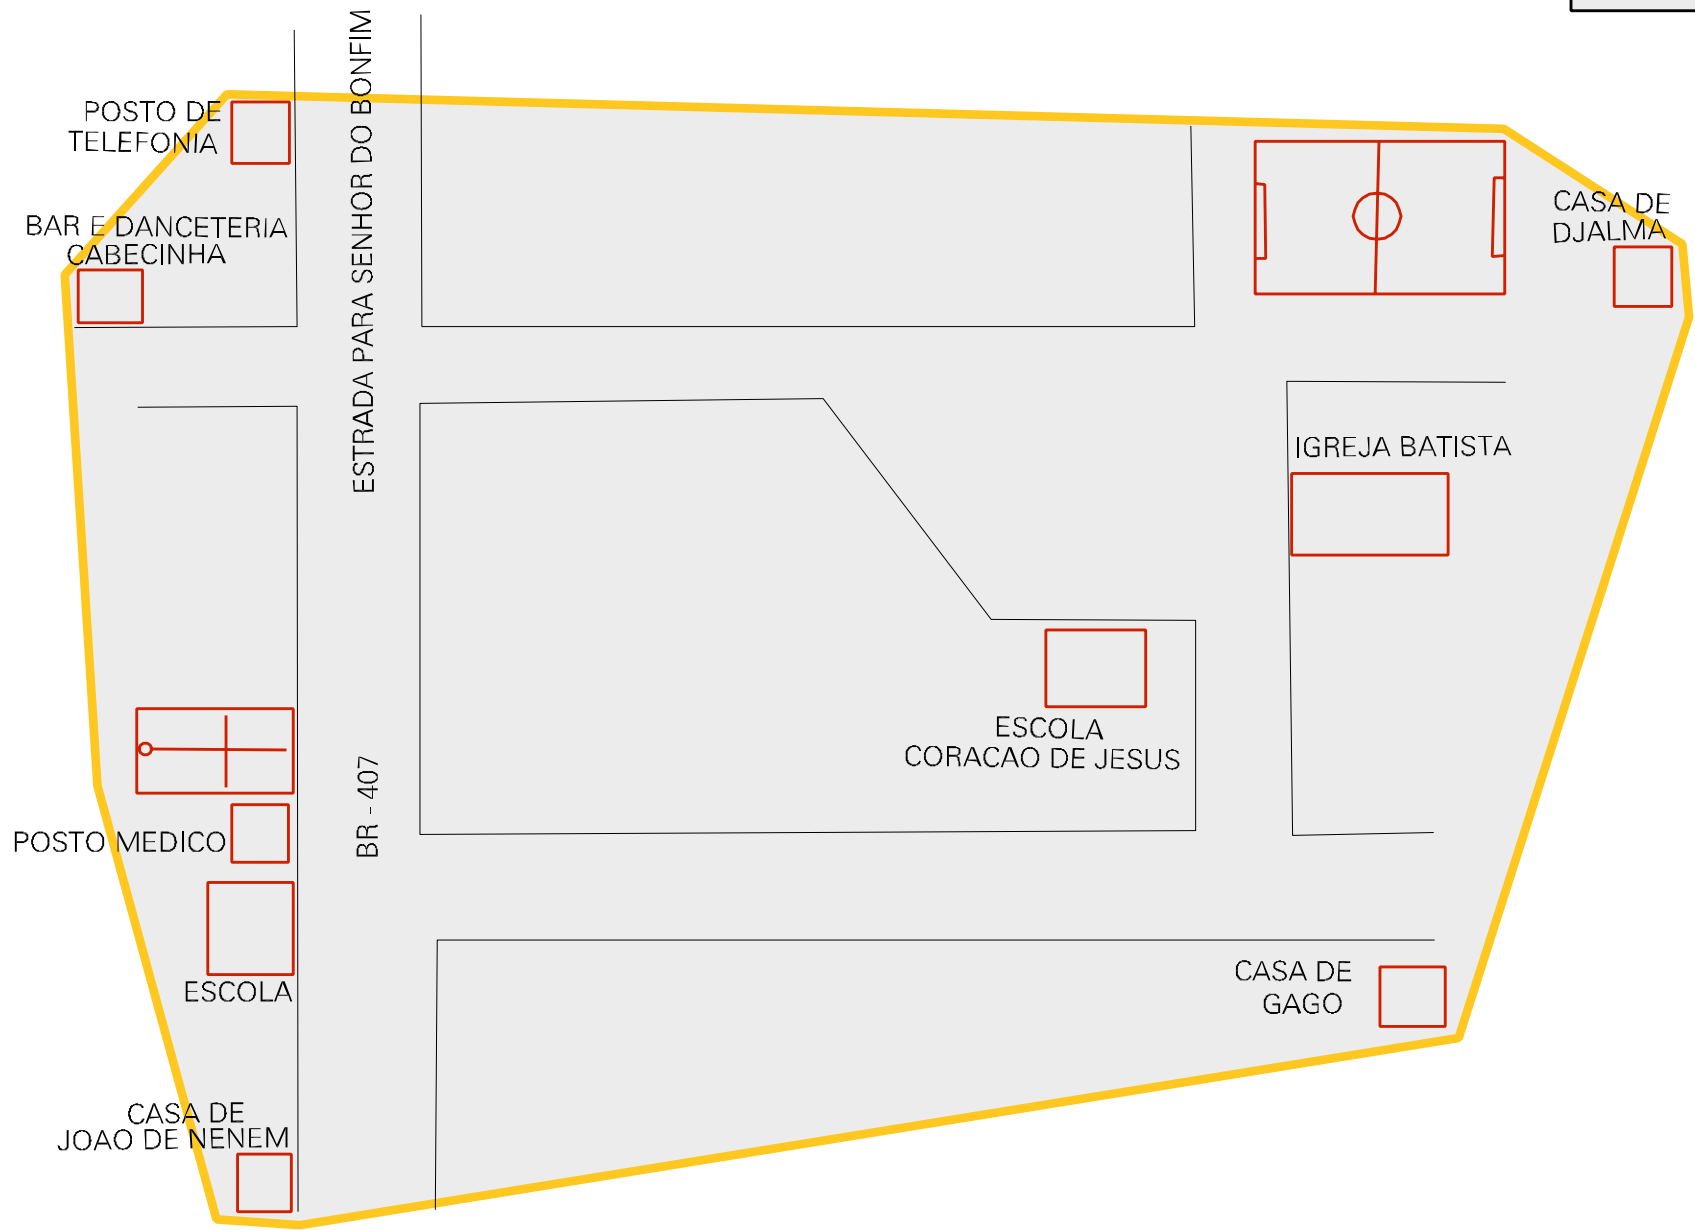 POSTO DE
TELEFONIA
BAR E DANCETERIA
CABECINHA
ESTRADA PARA SENHOR DO BONFIM
CASA DE
DJALMA
IGREJA BATISTA
ESCOLA
CORACAO DE JESUS
BR - 407
POSTO MEDICO
ESCOLA
CASA DE
GAGO
CASA DE
JOAO DE NENEM